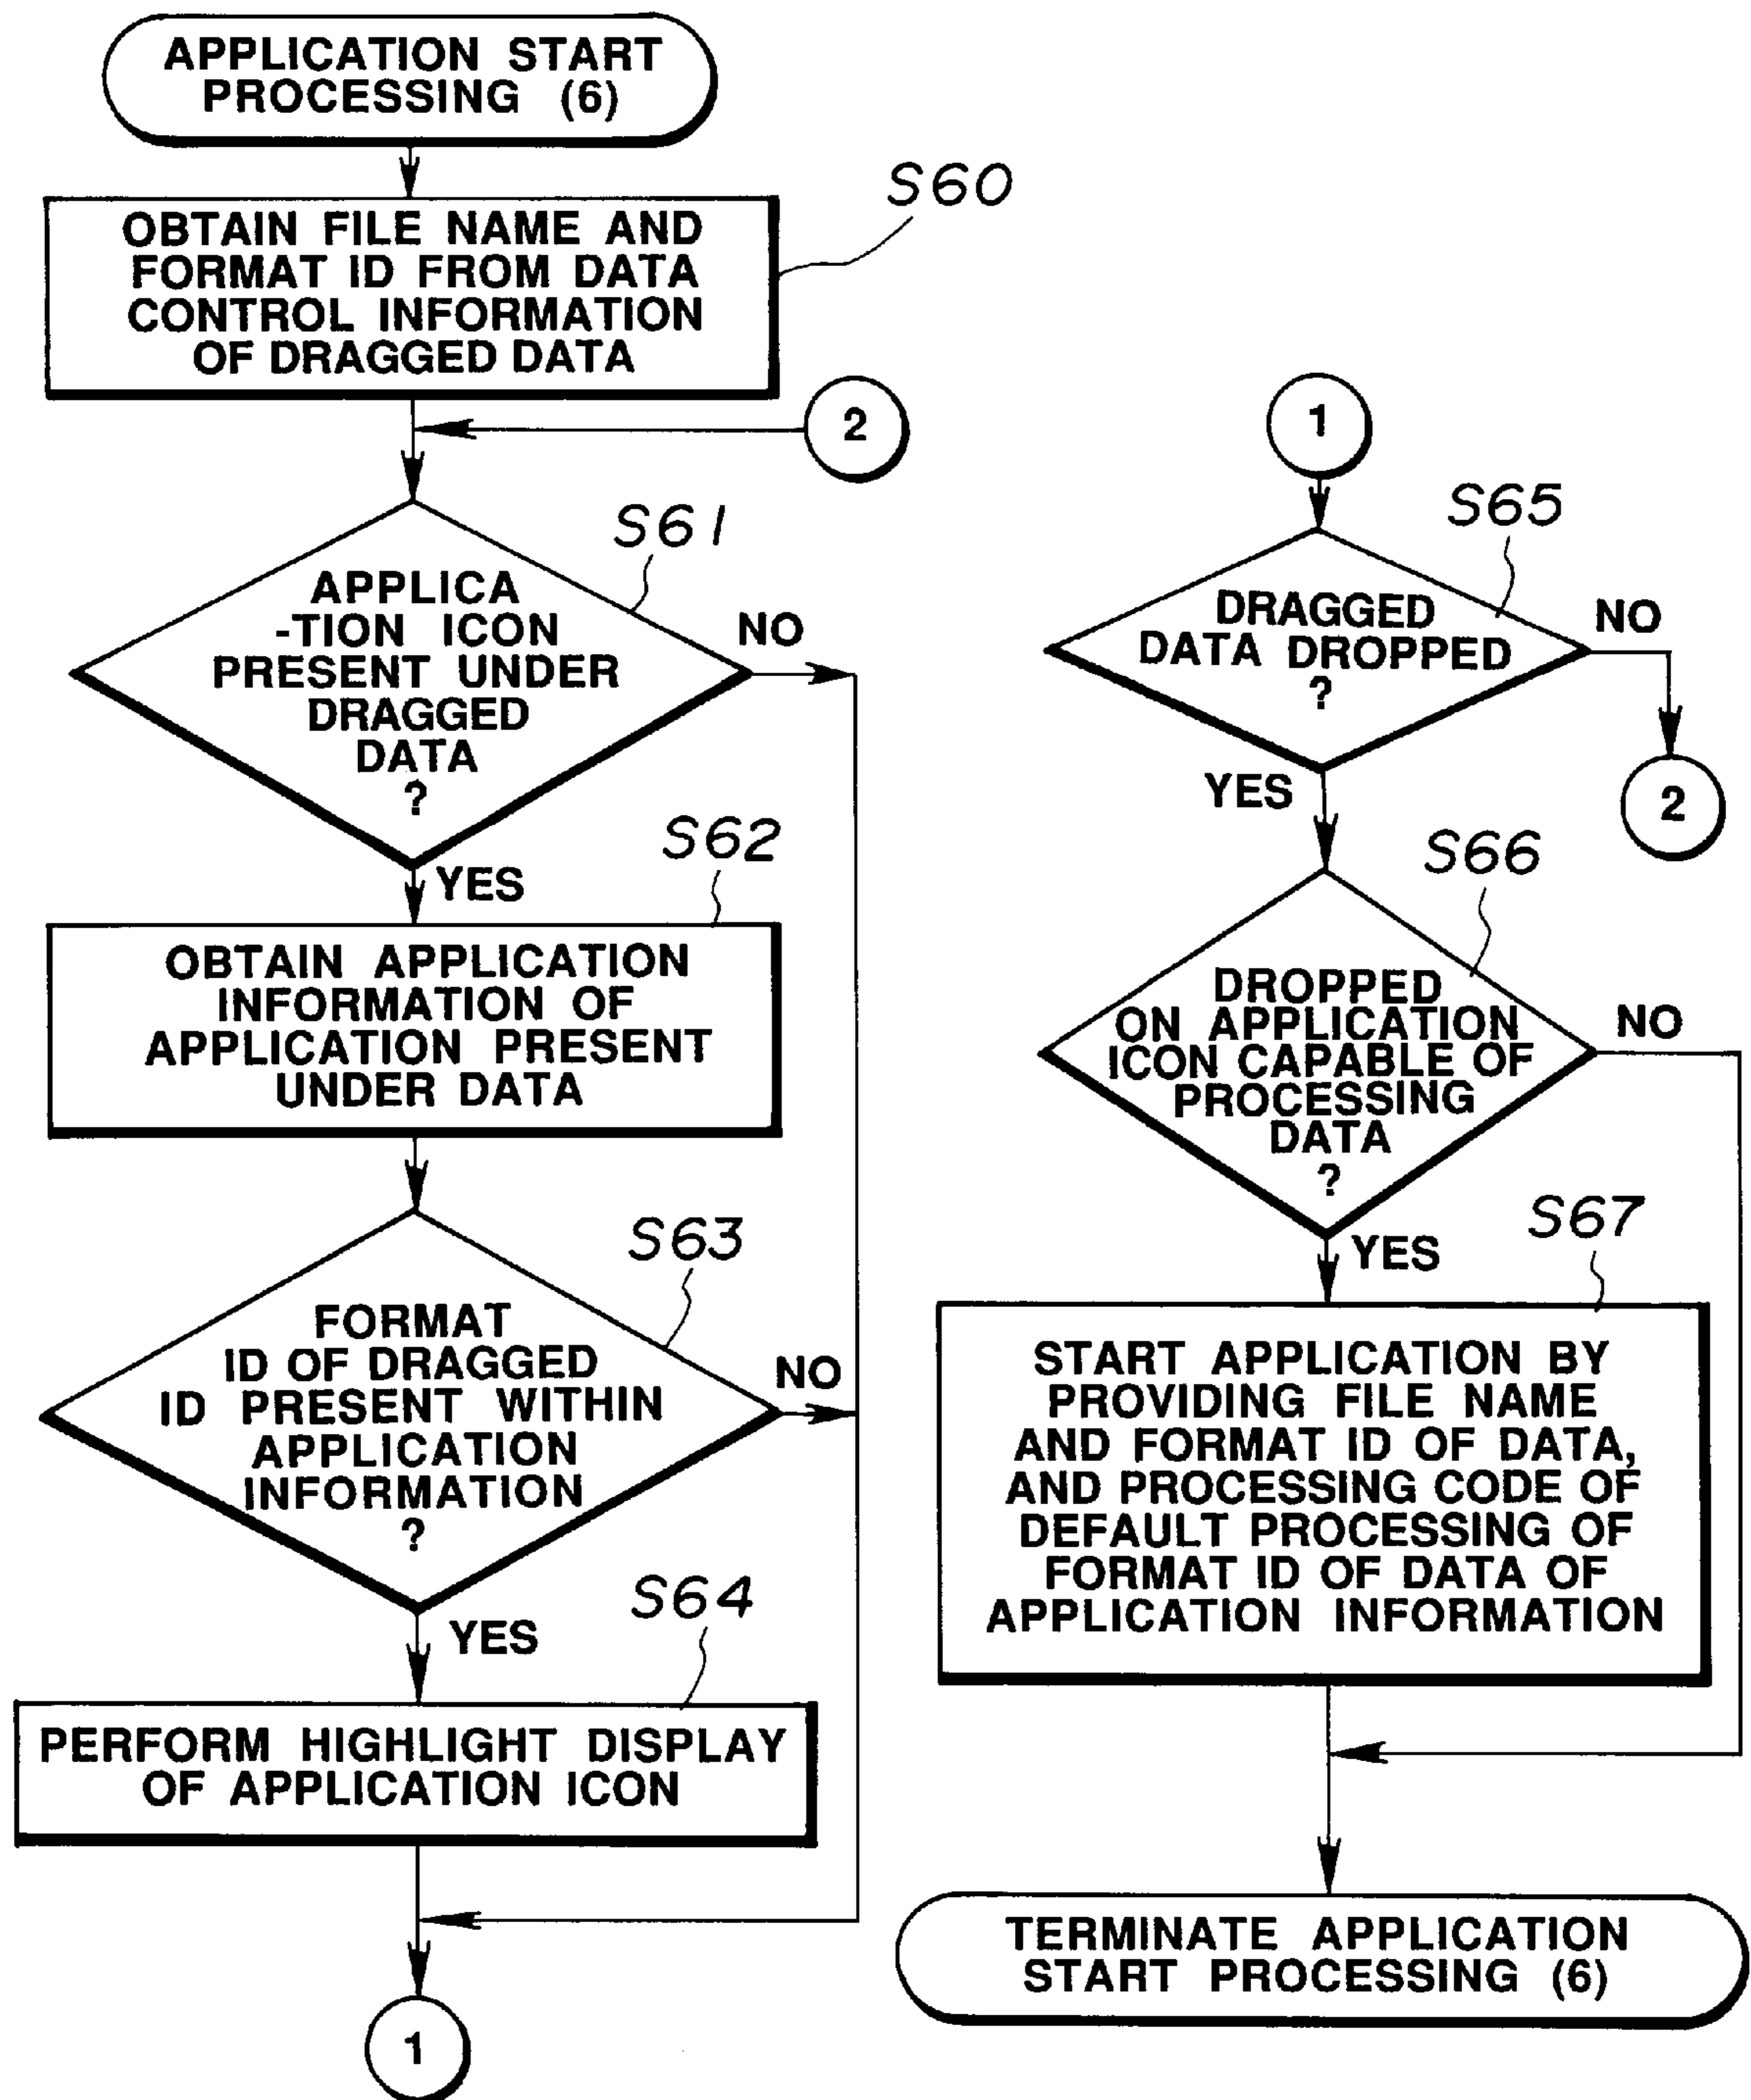 APPLICATION START
PROCESSING (6)
S60
OBTAIN FILE NAME AND
FORMAT ID FROM DATA
CONTROL INFORMATION
OF DRAGGED DATA
2
S61
APPLICA
-TION ICON
PRESENT UNDER
DRAGGED
DATA
?
NO
YES
S62
OBTAIN APPLICATION
INFORMATION OF
APPLICATION PRESENT
UNDER DATA
S63
FORMAT
ID OF DRAGGED
ID PRESENT WITHIN
APPLICATION
INFORMATION
?
NO
YES
S64
PERFORM HIGHLIGHT DISPLAY
OF APPLICATION ICON
1
1
S65
DRAGGED
DATA DROPPED
?
NO
2
YES
S66
DROPPED
ON APPLICATION
ICON CAPABLE OF
PROCESSING
DATA
?
NO
YES
S67
START APPLICATION BY
PROVIDING FILE NAME
AND FORMAT ID OF DATA,
AND PROCESSING CODE OF
DEFAULT PROCESSING OF
FORMAT ID OF DATA OF
APPLICATION INFORMATION
TERMINATE APPLICATION
START PROCESSING (6)